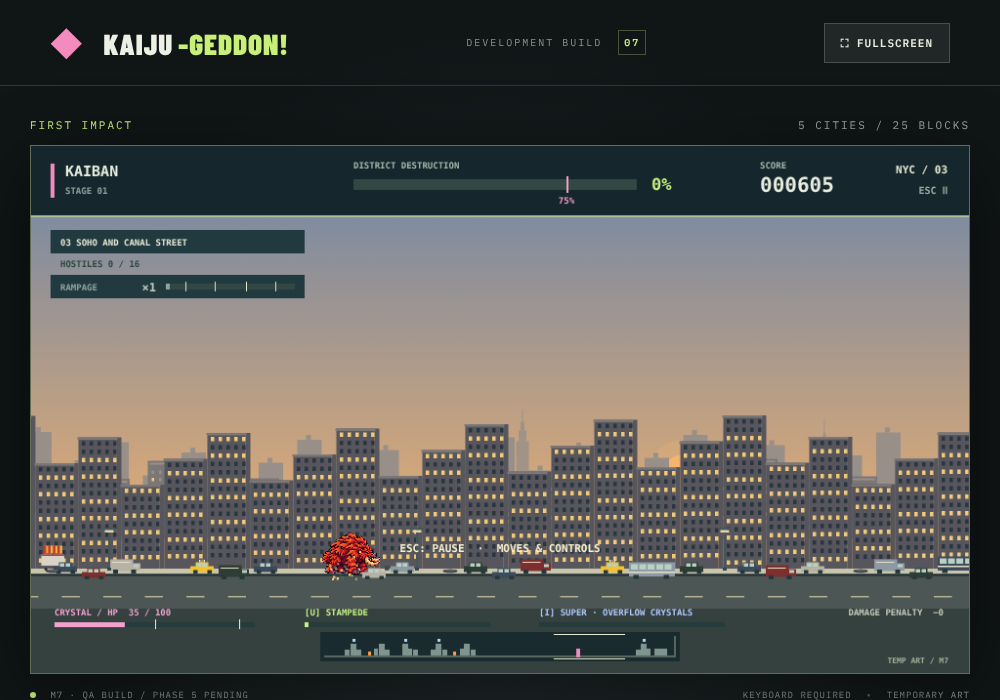 KAIJU-GEDDON!
DEVELOPMENT BUILD 07
FULLSCREEN
FIRST IMPACT
5 CITIES / 25 BLOCKS
KAIBAN
STAGE 01
DISTRICT DESTRUCTION
0%
75%
SCORE
000605
NYC / 03
ESC II
03 SOHO AND CANAL STREET
HOSTILES 0 / 16
RAMPAGE ×1
ESC: PAUSE · MOVES & CONTROLS
CRYSTAL / HP 35 / 100
[U] STAMPEDE
[I] SUPER · OVERFLOW CRYSTALS
DAMAGE PENALTY −0
TEMP ART / M7
M7 · QA BUILD / PHASE 5 PENDING
KEYBOARD REQUIRED • TEMPORARY ART